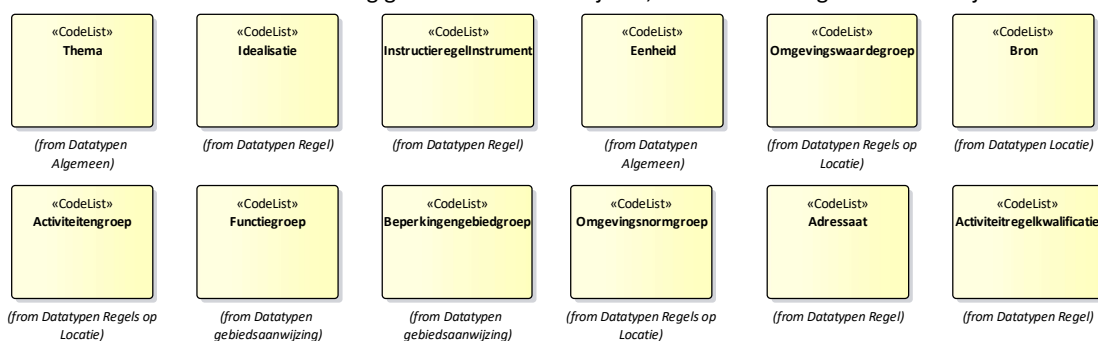 «CodeList» «CodeList» «CodeList» «CodeList» «CodeList» «CodeList»
Thema Idealisatie InstructieregelInstrument Eenheid Omgevingswaardegroep Bron
(from Datatypen Algemeen) (from Datatypen Regel) (from Datatypen Regel) (from Datatypen Algemeen) (from Datatypen Regels op Locatie) (from Datatypen Locatie)
«CodeList» «CodeList» «CodeList» «CodeList» «CodeList» «CodeList»
Activiteitengroep Functiegroep Beperkingengebiedgroep Omgevingsnormgroep Adressaat Activiteitregelkwalificatie
(from Datatypen Regels op Locatie) (from Datatypen gebiedsaanwijzing) (from Datatypen gebiedsaanwijzing) (from Datatypen Regels op Locatie) (from Datatypen Regel) (from Datatypen Regel)